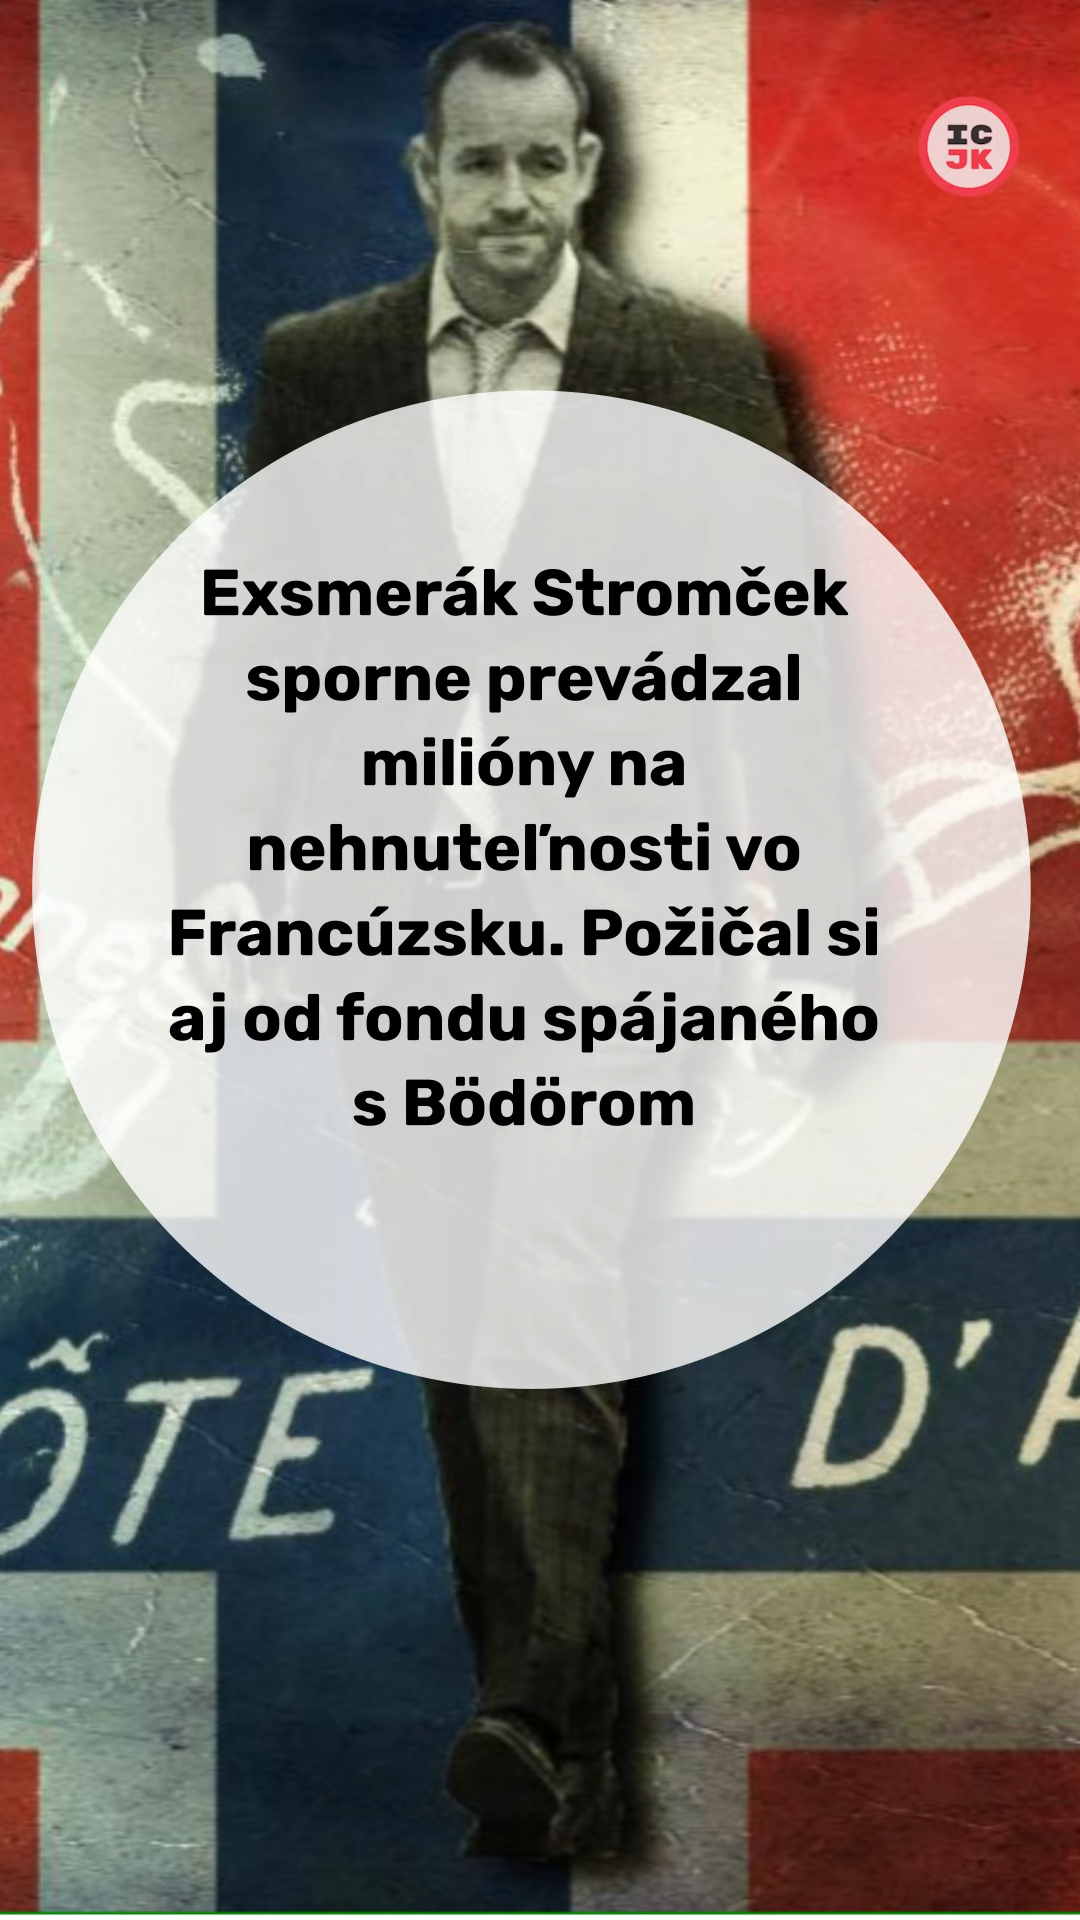 IC
JK
Exsmerák Stromček
sporne prevádzal
milióny na
nehnuteľnosti vo
Francúzsku. Požičal si
aj od fondu spájaného
s Bödörom
ÔTE
D'A